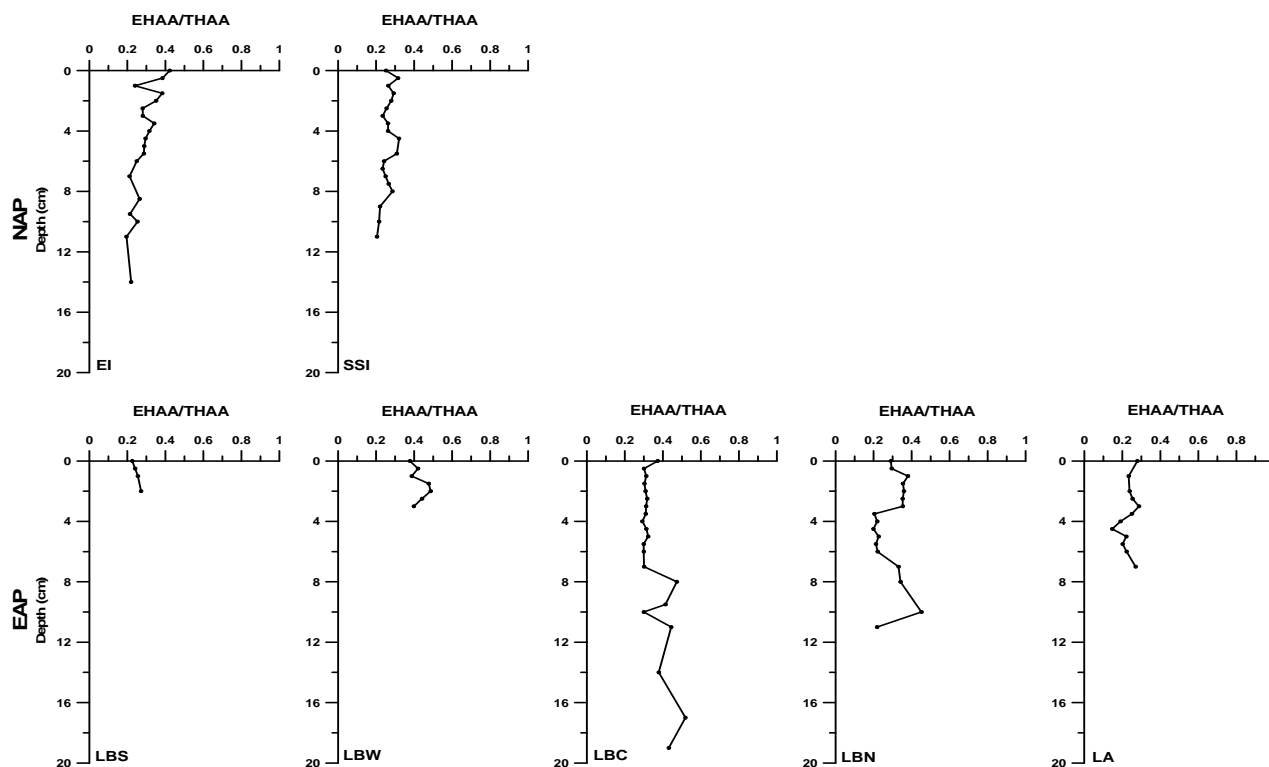 EHAA/THAA EHAA/THAA
0 0.2 0.4 0.6 0.8 1 0 0.2 0.4 0.6 0.8 1
0 0
4 4
8 8
NAP
Depth (cm)
12 12
16 16
20 20
EI SSI
EHAA/THAA EHAA/THAA EHAA/THAA EHAA/THAA EHAA/THAA
0 0.2 0.4 0.6 0.8 1 0 0.2 0.4 0.6 0.8 1 0 0.2 0.4 0.6 0.8 1 0 0.2 0.4 0.6 0.8 1 0 0.2 0.4 0.6 0.8
0 0 0 0 0
4 4 4 4 4
8 8 8 8 8
EAP
Depth (cm)
12 12 12 12 12
16 16 16 16 16
20 20 20 20 20
LBS LBW LBC LBN LA